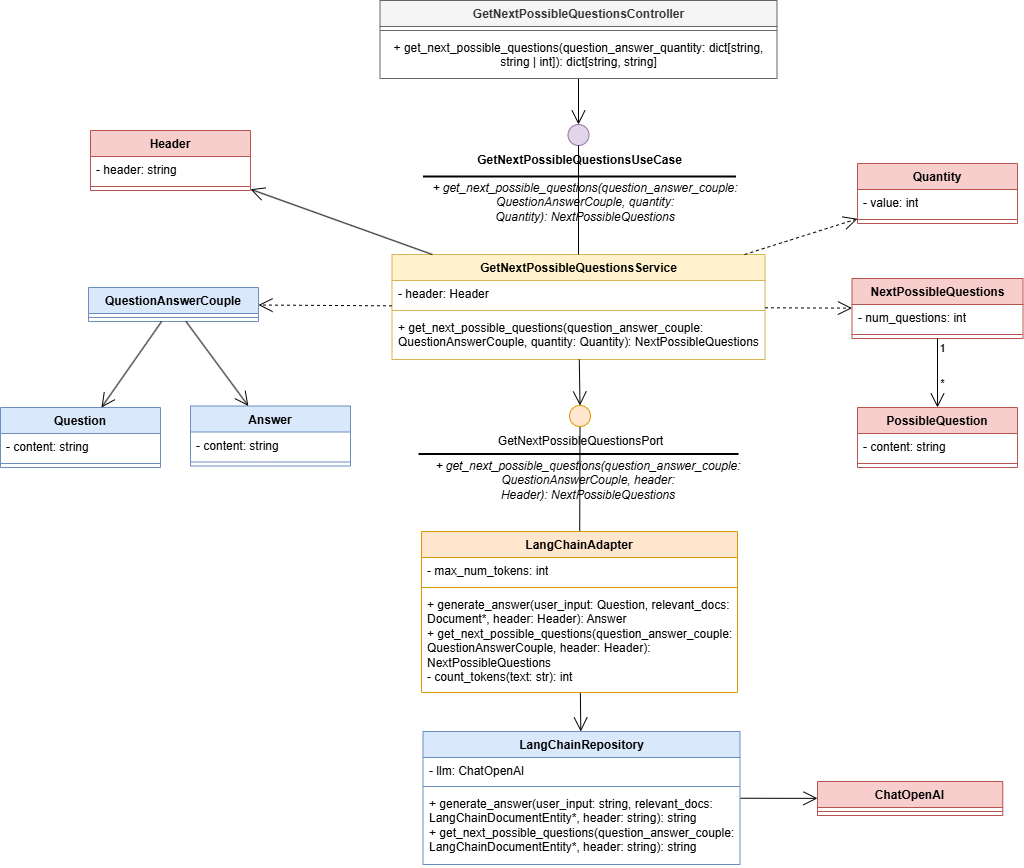 GetNextPossibleQuestionsController
+ get_next_possible_questions(question_answer_quantity: dict[string,
string | int]): dict[string, string]
GetNextPossibleQuestionsUseCase
+ get_next_possible_questions(question_answer_couple:
QuestionAnswerCouple, quantity:
Quantity): NextPossibleQuestions
Header
- header: string
Quantity
- value: int
GetNextPossibleQuestionsService
- header: Header
+ get_next_possible_questions(question_answer_couple:
QuestionAnswerCouple, quantity: Quantity): NextPossibleQuestions
QuestionAnswerCouple
NextPossibleQuestions
- num_questions: int
1
*
Question
- content: string
Answer
- content: string
PossibleQuestion
- content: string
GetNextPossibleQuestionsPort
+ get_next_possible_questions(question_answer_couple:
QuestionAnswerCouple, header:
Header): NextPossibleQuestions
LangChainAdapter
- max_num_tokens: int
+ generate_answer(user_input: Question, relevant_docs:
Document*, header: Header): Answer
+ get_next_possible_questions(question_answer_couple:
QuestionAnswerCouple, header: Header):
NextPossibleQuestions
- count_tokens(text: str): int
LangChainRepository
- llm: ChatOpenAI
+ generate_answer(user_input: string, relevant_docs:
LangChainDocumentEntity*, header: string): string
+ get_next_possible_questions(question_answer_couple:
LangChainDocumentEntity*, header: string): string
ChatOpenAI